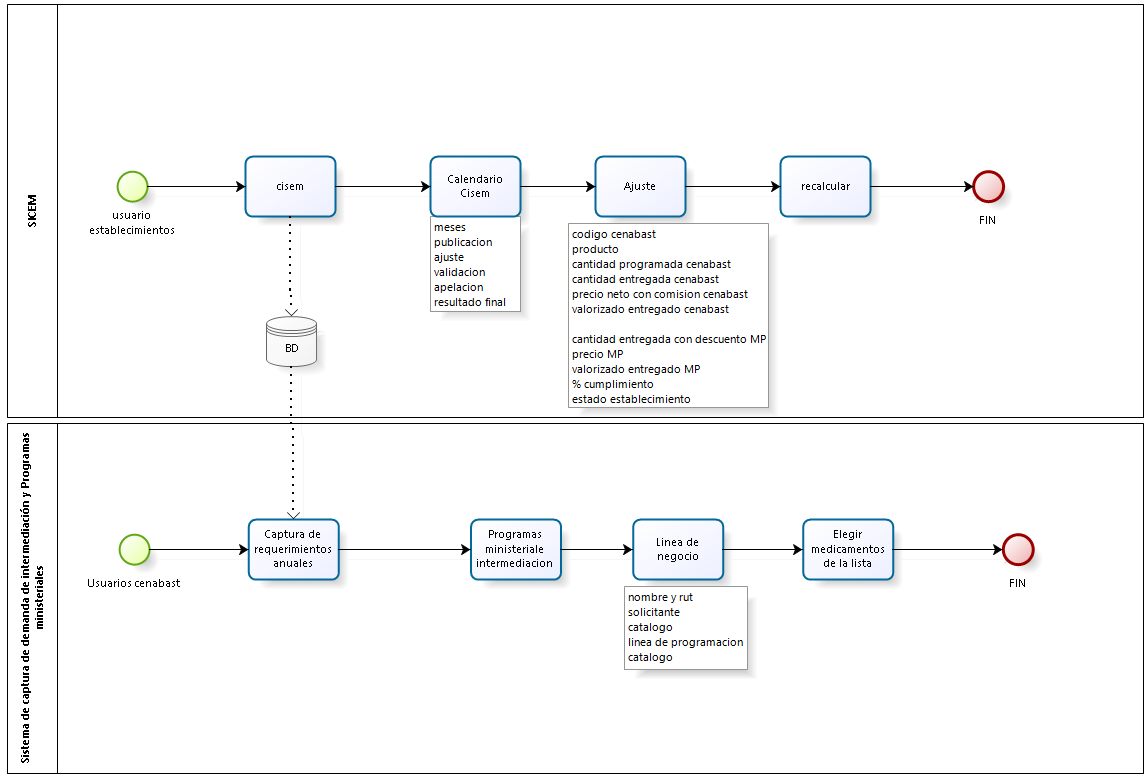 SICEM
usuario
establecimientos
cisem
Calendario
Cisem
meses
publicacion
ajuste
validacion
apelacion
resultado final
Ajuste
codigo cenabast
producto
cantidad programada cenabast
cantidad entregada cenabast
precio neto con comision cenabast
valorizado entregado cenabast
cantidad entregada con descuento MP
precio MP
valorizado entregado MP
% cumplimiento
estado establecimiento
recalcular
FIN
BD
Sistema de captura de demanda de intermediación y Programas
ministeriales
Usuarios cenabast
Captura de
requerimientos
anuales
Programas
ministeriale
intermediacion
Linea de
negocio
nombre y rut
solicitante
catalogo
linea de programacion
catalogo
Elegir
medicamentos
de la lista
FIN